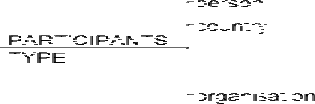 -person
-country
PARTICIPANTS
TYPE
-organisation